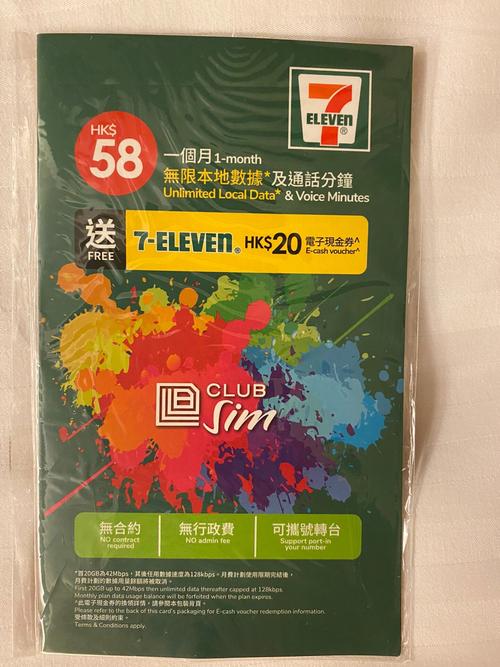 7
ELEVEN
®
HK$
58
一個月 1-month
無限本地數據*及通話分鐘
Unlimited Local Data* & Voice Minutes
送
FREE
7-ELEVEN® HK$20 電子現金券^
E-cash voucher^
CLUB
Sim
無合約
NO contract
required
無行政費
NO admin fee
可攜號轉台
Support port-in
your number
*首20GB為42Mbps，其後任用數據速度為128kbps。月費計劃使用限期完結後，
月費計劃的數據用量餘額將被取消。
First 20GB up to 42Mbps then unlimited data thereafter capped at 128kbps.
Monthly plan data usage balance will be forfeited when the plan expires.
^此電子現金券的換領詳情，請參閱本包裝背頁。
Please refer to the back of this card's packaging for E-cash voucher redemption information.
受條款及細則約束。
Terms & Conditions apply.